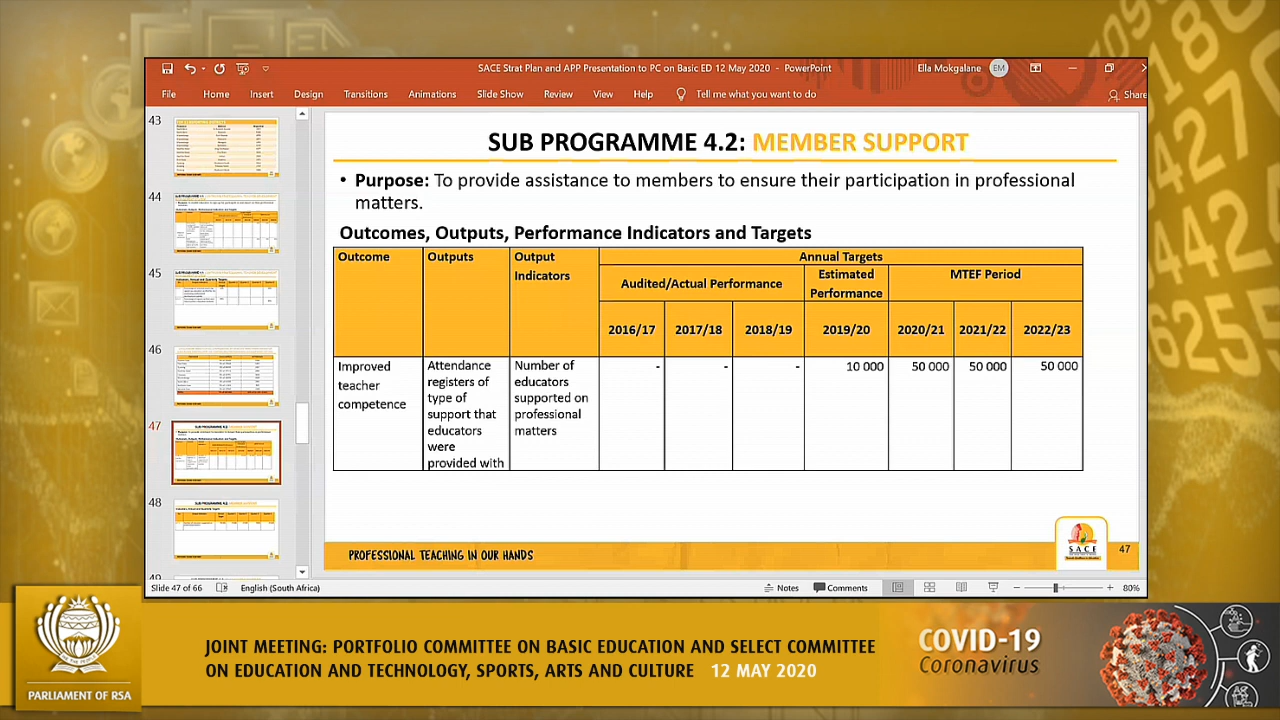 SACE Strat Plan and APP Presentation to PC on Basic ED 12 May 2020 - PowerPoint
Ella Mokgalane
EM
File Home Insert Design Transitions Animations Slide Show Review View Help Tell me what you want to do
Share
43
44
45
46
47
48
SUB PROGRAMME 4.2: MEMBER SUPPORT
• Purpose: To provide assistance to members to ensure their participation in professional
matters.
Outcomes, Outputs, Performance Indicators and Targets
Outcome
Outputs
Output
Indicators
Annual Targets
Audited/Actual Performance
Estimated
Performance
MTEF Period
2016/17 2017/18 2018/19 2019/20 2020/21 2021/22 2022/23
Improved
teacher
competence
Attendance
registers of
type of
support that
educators
were
provided with
Number of
educators
supported on
professional
matters
- - - 10 000 50 000 50 000 50 000
PROFESSIONAL TEACHING IN OUR HANDS
SACE
47
Slide 47 of 66
English (South Africa)
Notes
Comments
80%
PARLIAMENT OF RSA
JOINT MEETING: PORTFOLIO COMMITTEE ON BASIC EDUCATION AND SELECT COMMITTEE
ON EDUCATION AND TECHNOLOGY, SPORTS, ARTS AND CULTURE 12 MAY 2020
COVID-19
Coronavirus